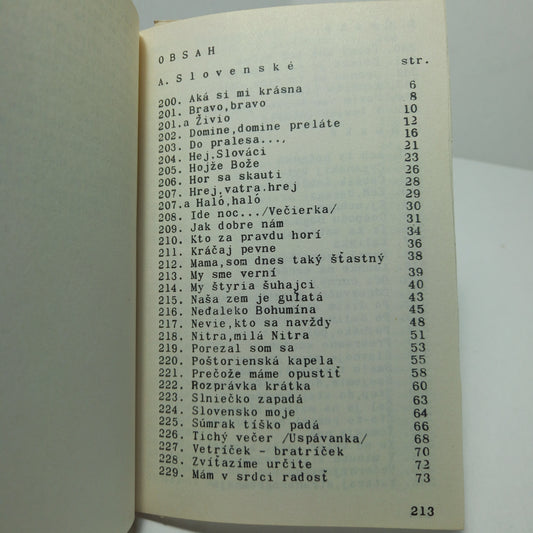 OBSAH
A. Slovenské str.
200. Aká si mi krásna 6
201. Bravo,bravo 8
201.a Živio 10
202. Domine,domine preláte 12
203. Do pralesa..., 16
204. Hej,Slováci 21
205. Hojže Bože 23
206. Hor sa skauti 26
207. Hrej,vatra.hrej 28
207.a Haló,haló 29
208. Ide noc.../Večierka/ 30
209. Jak dobre nám 31
210. Kto za pravdu horí 34
211. Kráčaj pevne 36
212. Mama,som dnes taký šťastný 38
213. My sme verní 39
214. My štyria šuhajci 40
215. Naša zem je guľatá 43
216. Neďaleko Bohumína 45
217. Nevie,kto sa navždy 48
218. Nitra,milá Nitra 51
219. Porezal som sa 53
220. Poštorienská kapela 55
221. Prečože máme opustiť 58
222. Rozprávka krátka 60
223. Slniečko zapadá 63
224. Slovensko moje 64
225. Súmrak tíško padá 66
226. Tichý večer /Uspávanka/ 68
227. Vetríček - bratríček 70
228. Zvíťazíme určite 72
229. Mám v srdci radosť 73
213